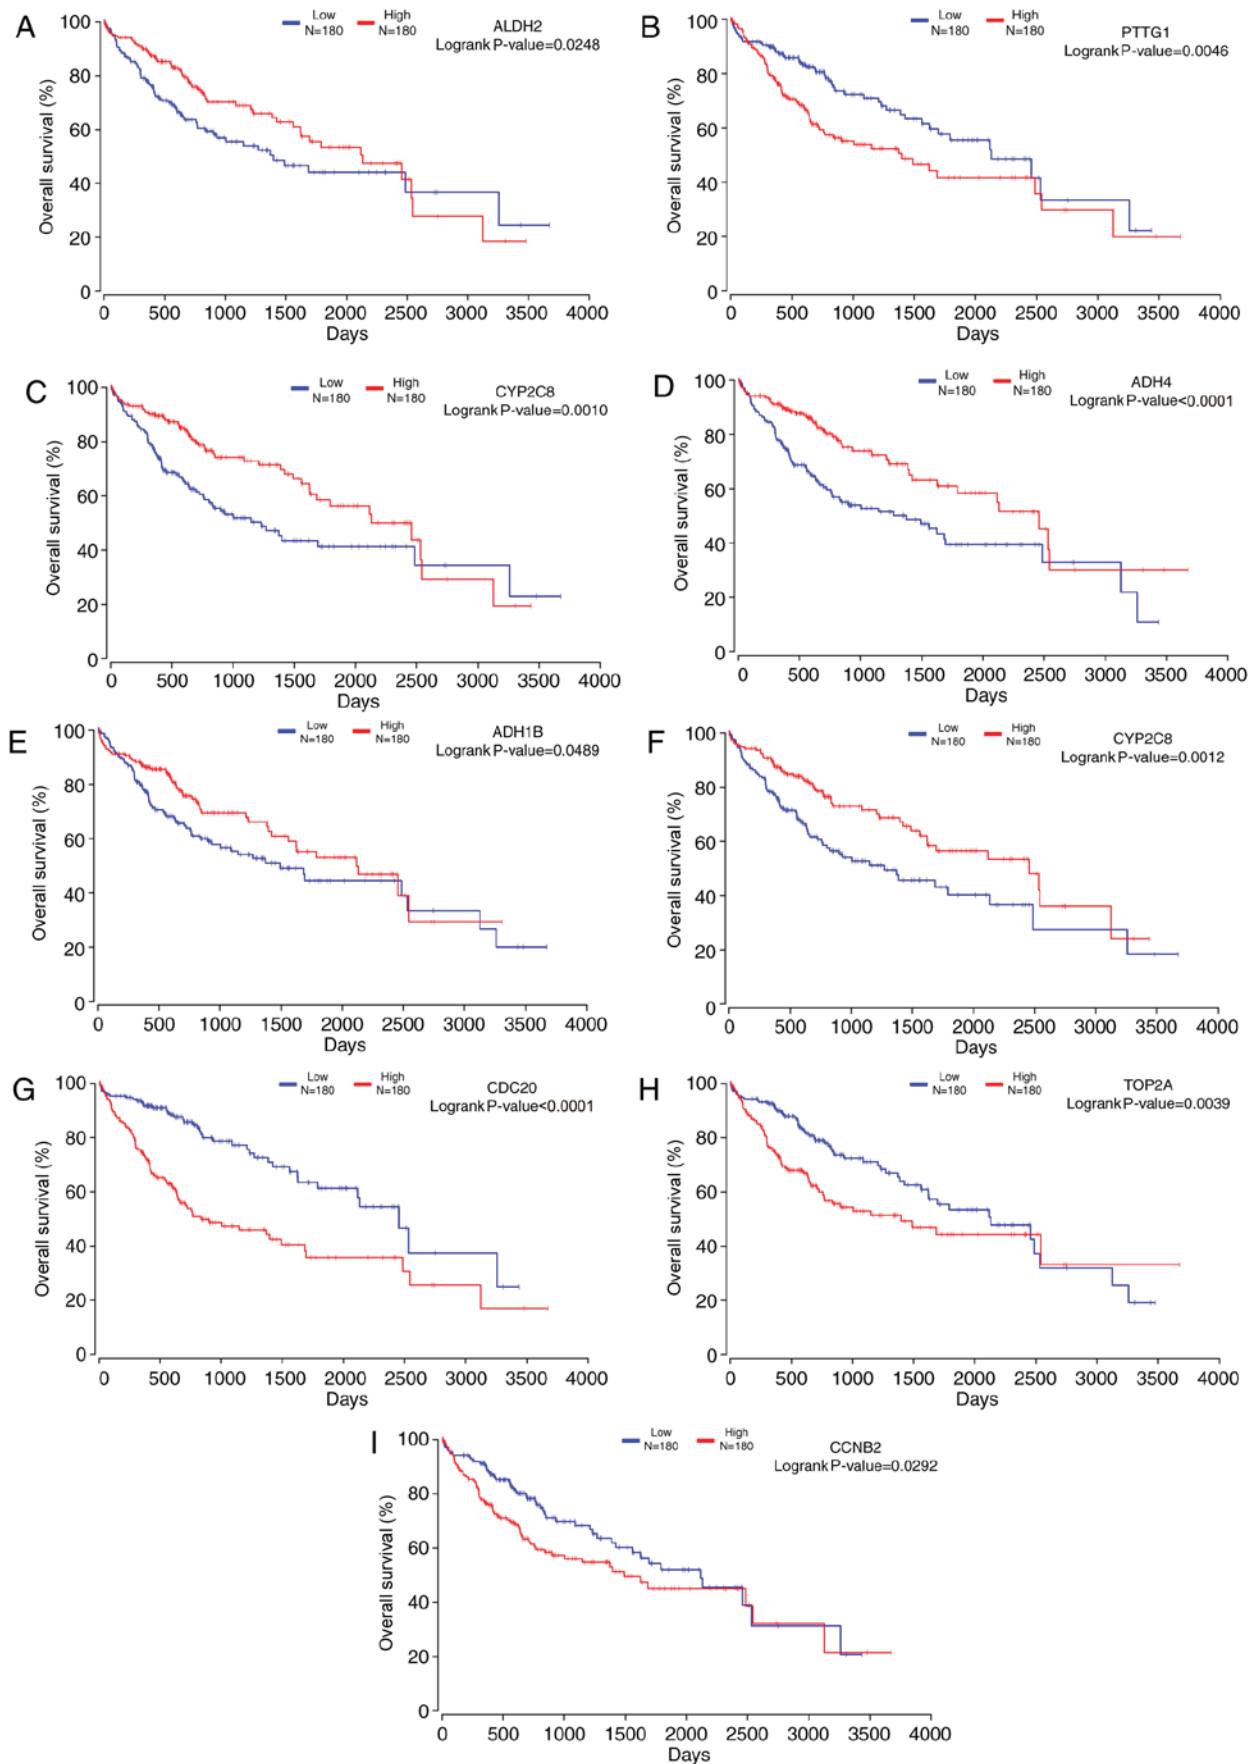 A
Low
N=180
High
N=180
ALDH2
Logrank P-value=0.0248
Overall survival (%)
100
80
60
40
20
0
0 500 1000 1500 2000 2500 3000 3500 4000
Days
B
Low
N=180
High
N=180
PTTG1
Logrank P-value=0.0046
Overall survival (%)
100
80
60
40
20
0
0 500 1000 1500 2000 2500 3000 3500 4000
Days
C
Low
N=180
High
N=180
CYP2C8
Logrank P-value=0.0010
Overall survival (%)
100
80
60
40
20
0
0 500 1000 1500 2000 2500 3000 3500 4000
Days
D
Low
N=180
High
N=180
ADH4
Logrank P-value<0.0001
Overall survival (%)
100
80
60
40
20
0
0 500 1000 1500 2000 2500 3000 3500 4000
Days
E
Low
N=180
High
N=180
ADH1B
Logrank P-value=0.0489
Overall survival (%)
100
80
60
40
20
0
0 500 1000 1500 2000 2500 3000 3500 4000
Days
F
Low
N=180
High
N=180
CYP2C8
Logrank P-value=0.0012
Overall survival (%)
100
80
60
40
20
0
0 500 1000 1500 2000 2500 3000 3500 4000
Days
G
Low
N=180
High
N=180
CDC20
Logrank P-value<0.0001
Overall survival (%)
100
80
60
40
20
0
0 500 1000 1500 2000 2500 3000 3500 4000
Days
H
Low
N=180
High
N=180
TOP2A
Logrank P-value=0.0039
Overall survival (%)
100
80
60
40
20
0
0 500 1000 1500 2000 2500 3000 3500 4000
Days
I
Low
N=180
High
N=180
CCNB2
Logrank P-value=0.0292
Overall survival (%)
100
80
60
40
20
0
0 500 1000 1500 2000 2500 3000 3500 4000
Days